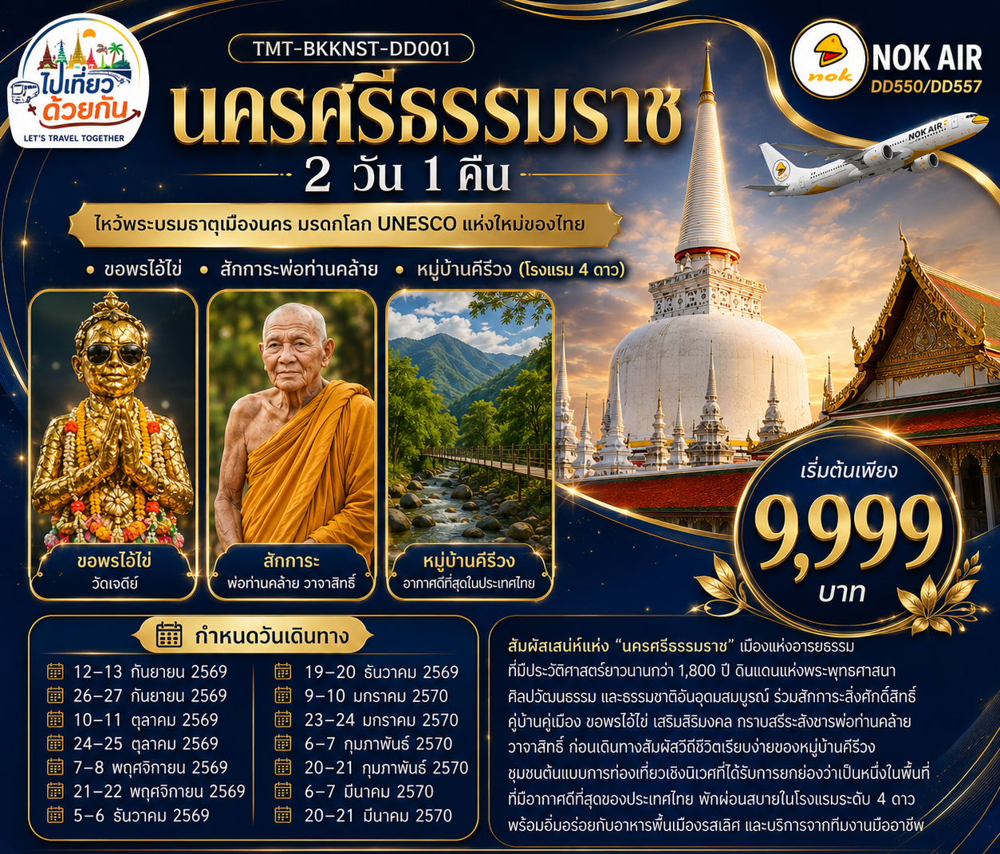 ไปเที่ยว
ด้วยกัน
LET'S TRAVEL TOGETHER
TMT-BKKNST-DD001
nok
NOK AIR
DD550/DD557
NOK AIR
นครศรีธรรมราช
2 วัน 1 คืน
ไหว้พระบรมธาตุเมืองนคร มรดกโลก UNESCO แห่งใหม่ของไทย
• ขอพรไอ้ไข่ • สักการะพ่อท่านคล้าย • หมู่บ้านคีรีวง (โรงแรม 4 ดาว)
ขอพรไอ้ไข่
วัดเจดีย์
สักการะ
พ่อท่านคล้าย วาจาสิทธิ์
หมู่บ้านคีรีวง
อากาศดีที่สุดในประเทศไทย
เริ่มต้นเพียง
9,999
บาท
กำหนดวันเดินทาง
12–13 กันยายน 2569
26–27 กันยายน 2569
10–11 ตุลาคม 2569
24–25 ตุลาคม 2569
7–8 พฤศจิกายน 2569
21–22 พฤศจิกายน 2569
5–6 ธันวาคม 2569
19–20 ธันวาคม 2569
9–10 มกราคม 2570
23–24 มกราคม 2570
6–7 กุมภาพันธ์ 2570
20–21 กุมภาพันธ์ 2570
6–7 มีนาคม 2570
20–21 มีนาคม 2570
สัมผัสเสน่ห์แห่ง “นครศรีธรรมราช” เมืองแห่งอารยธรรม
ที่มีประวัติศาสตร์ยาวนานกว่า 1,800 ปี ดินแดนแห่งพระพุทธศาสนา
ศิลปวัฒนธรรม และธรรมชาติอันอุดมสมบูรณ์ ร่วมสักการะสิ่งศักดิ์สิทธิ์
คู่บ้านคู่เมือง ขอพรไอ้ไข่ เสริมสิริมงคล กราบสรีระสังขารพ่อท่านคล้าย
วาจาสิทธิ์ ก่อนเดินทางสัมผัสวิถีชีวิตเรียบง่ายของหมู่บ้านคีรีวง
ชุมชนต้นแบบการท่องเที่ยวเชิงนิเวศที่ได้รับการยกย่องว่าเป็นหนึ่งในพื้นที่
ที่มีอากาศดีที่สุดของประเทศไทย พักผ่อนสบายในโรงแรมระดับ 4 ดาว
พร้อมอิ่มอร่อยกับอาหารพื้นเมืองรสเลิศ และบริการจากทีมงานมืออาชีพ